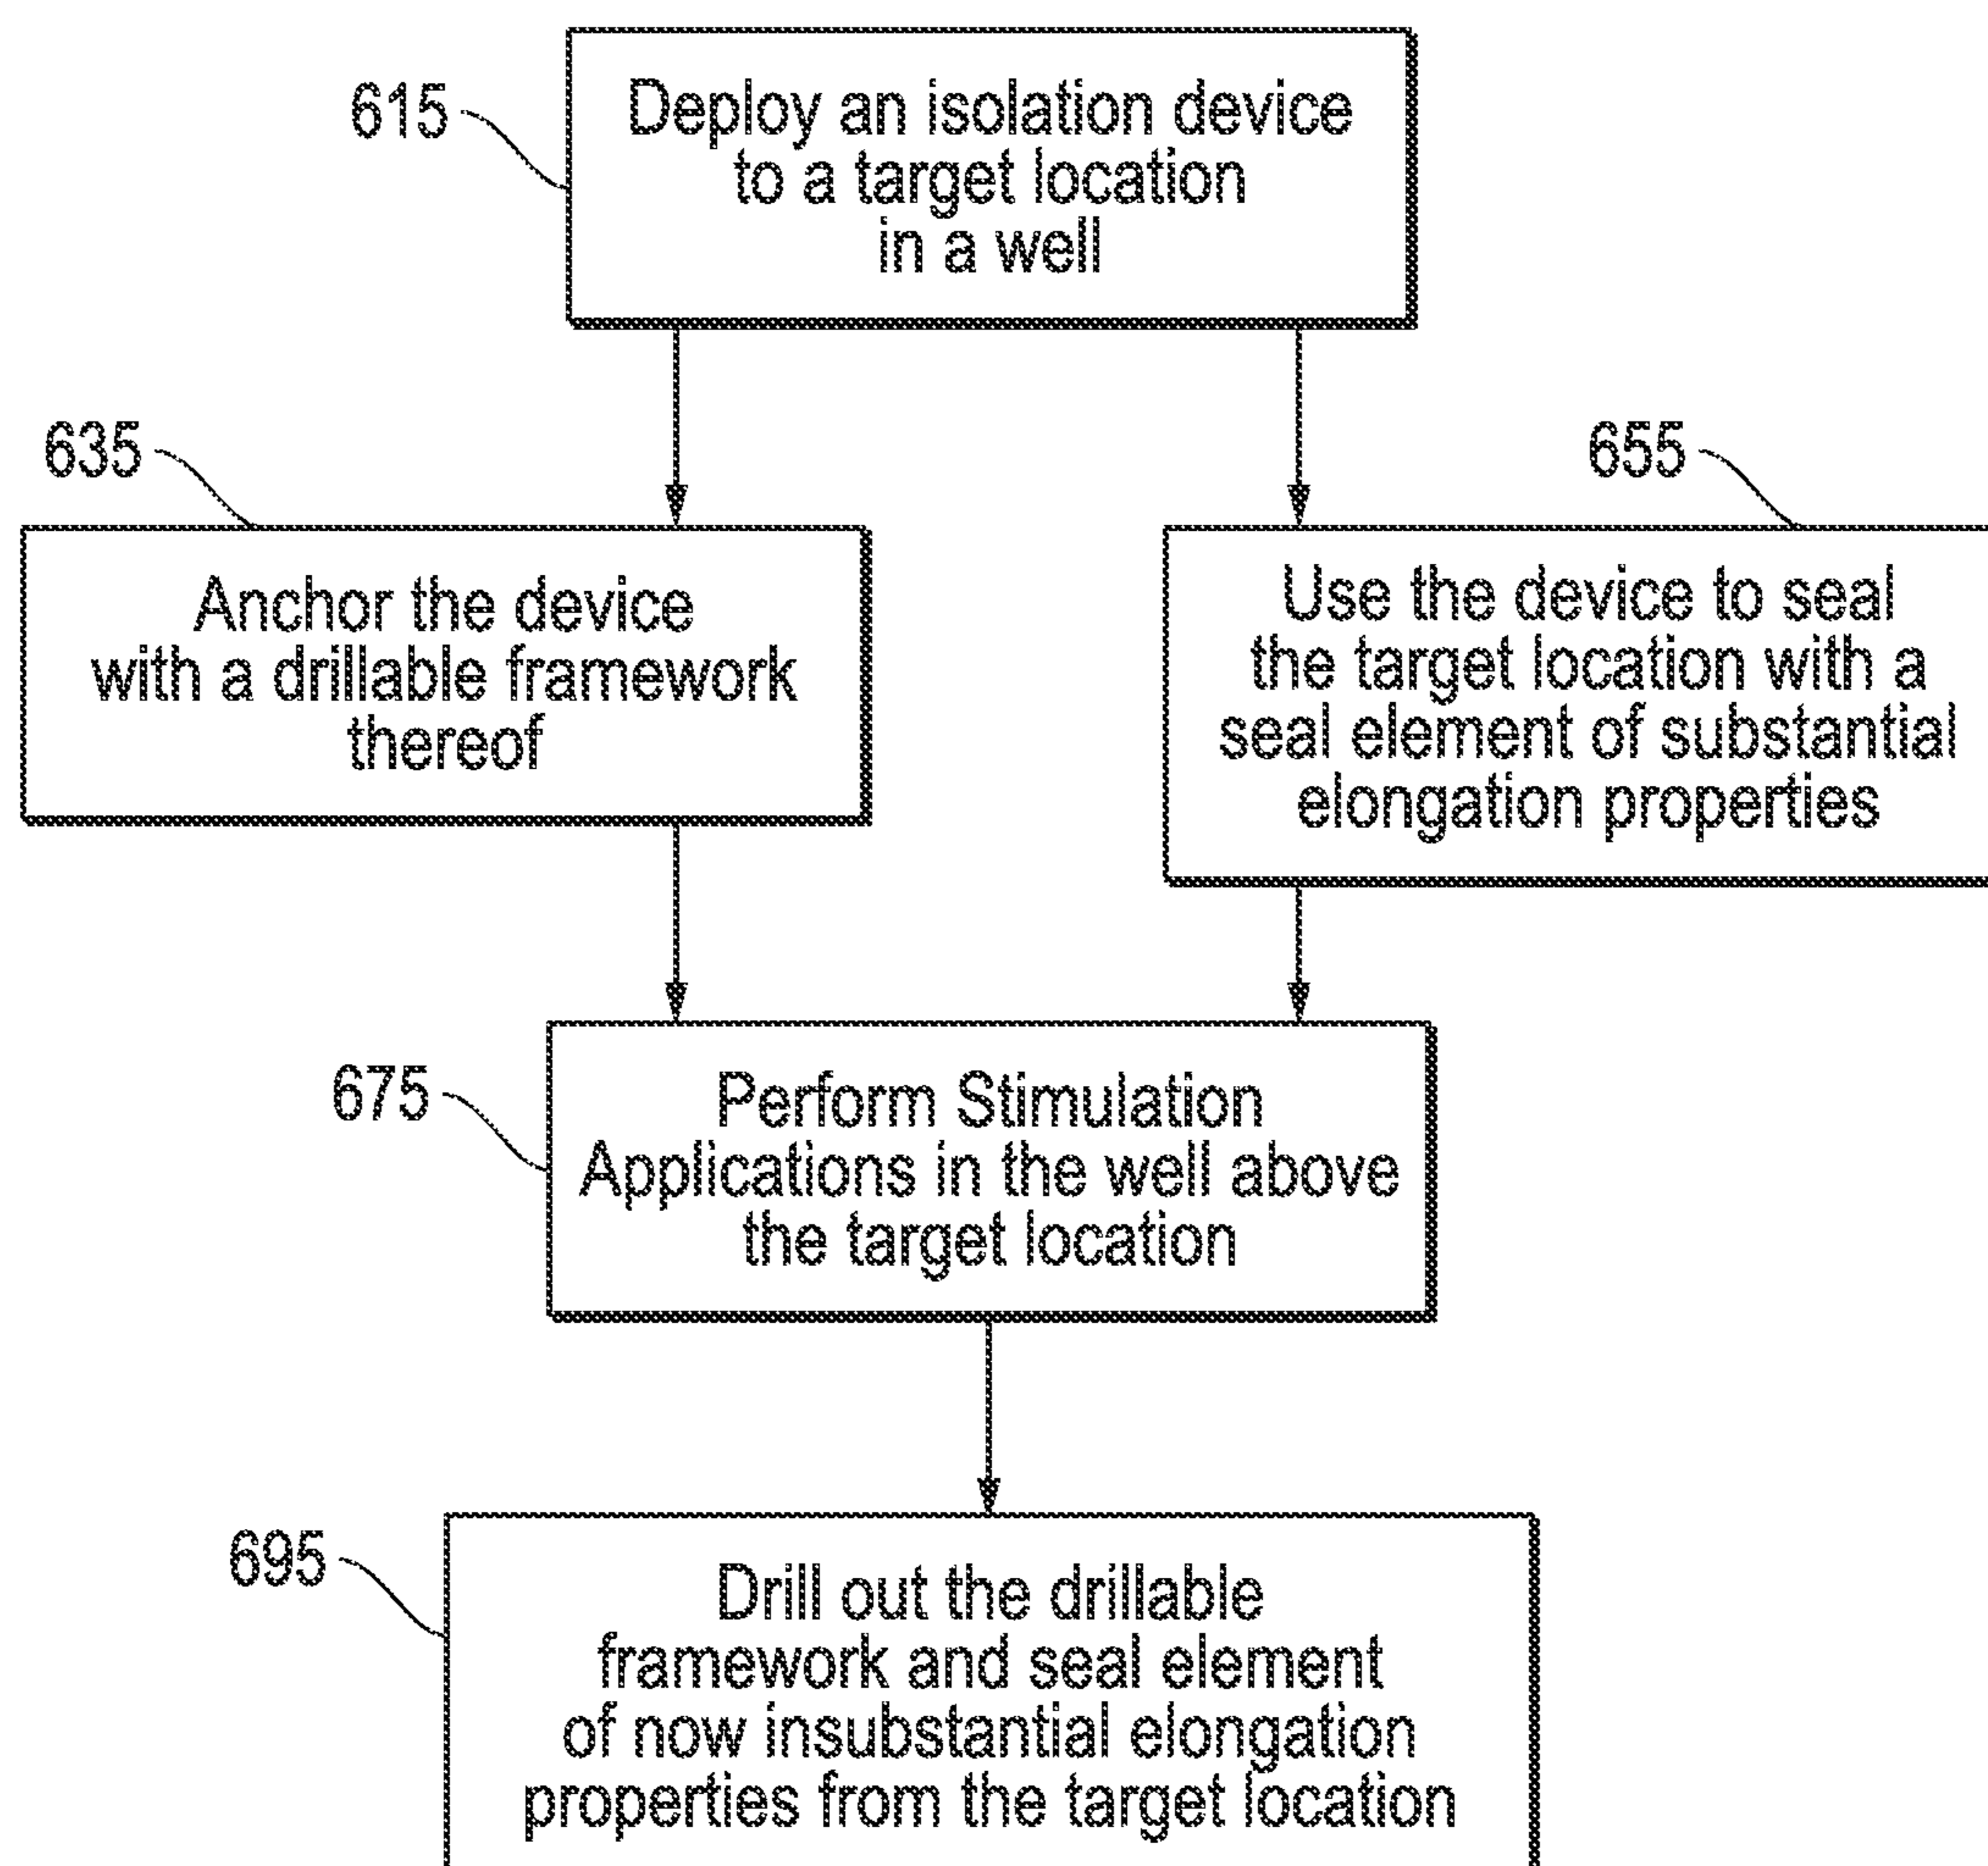 615
Deploy an isolation device
to a target location
in a well
635
Anchor the device
with a drillable framework
thereof
655
Use the device to seal
the target location with a
seal element of substantial
elongation properties
675
Perform Stimulation
Applications in the well above
the target location
695
Drill out the drillable
framework and seal element
of now insubstantial elongation
properties from the target location